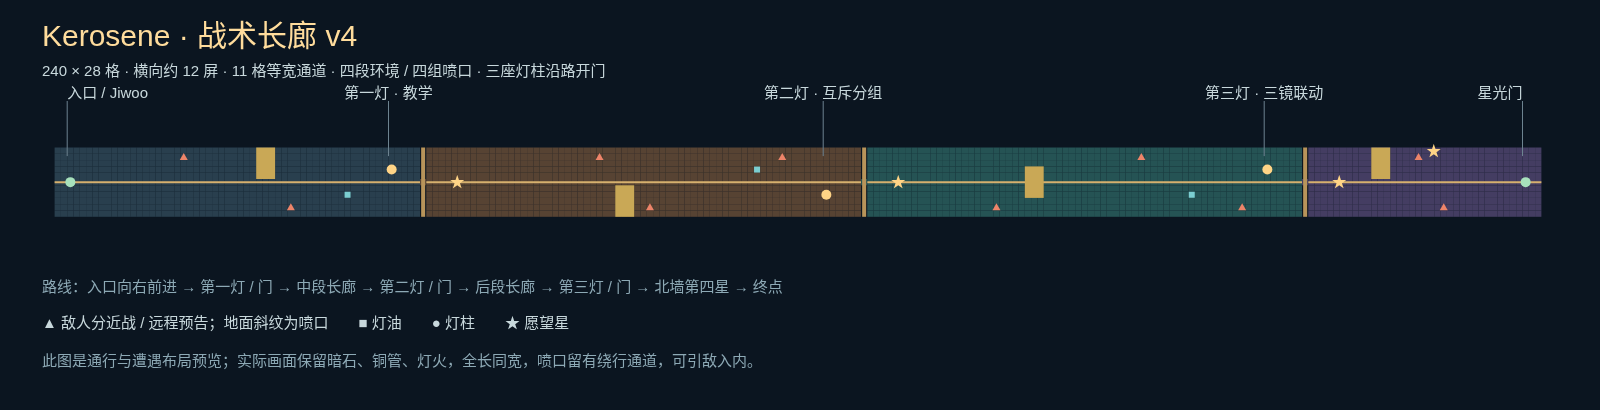 Kerosene · 战术长廊 v4
240 × 28 格 · 横向约 12 屏 · 11 格等宽通道 · 四段环境 / 四组喷口 · 三座灯柱沿路开门
入口 / Jiwoo
第一灯 · 教学
第二灯 · 互斥分组
第三灯 · 三镜联动
星光门
路线：入口向右前进 → 第一灯 / 门 → 中段长廊 → 第二灯 / 门 → 后段长廊 → 第三灯 / 门 → 北墙第四星 → 终点
▲ 敌人分近战 / 远程预告；地面斜纹为喷口 ■ 灯油 ● 灯柱 ★ 愿望星
此图是通行与遭遇布局预览；实际画面保留暗石、铜管、灯火，全长同宽，喷口留有绕行通道，可引敌入内。